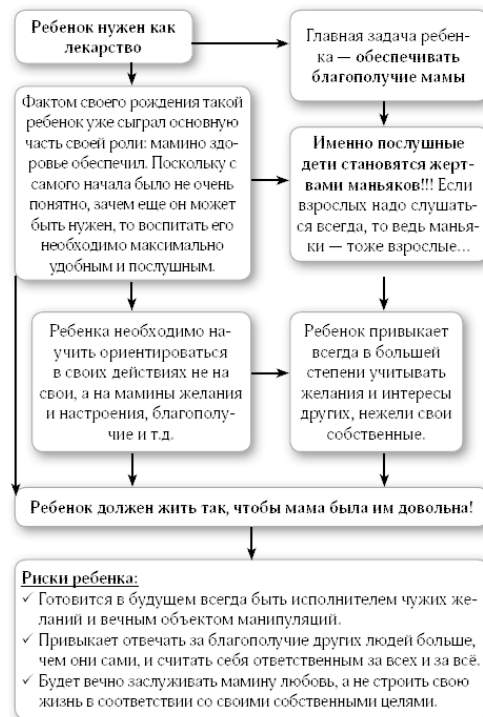 Ребенок нужен как
лекарство
Главная задача ребен-
ка — обеспечивать
благополучие мамы
Фактом своего рождения такой
ребенок уже сыграл основную
часть своей роли: мамино здо-
ровье обеспечил. Поскольку с
самого начала было не очень
понятно, зачем еще он может
быть нужен, то воспитать его
необходимо максимально
удобным и послушным.
Именно послушные
дети становятся жерт-
вами маньяков!!! Если
взрослых надо слушать-
ся всегда, то ведь манья-
ки — тоже взрослые…
Ребенка необходимо на-
учить ориентироваться
в своих действиях не на
свои, а на мамины желания
и настроения, благополу-
чие и т.д.
Ребенок привыкает
всегда в большей
степени учитывать
желания и интересы
других, нежели свои
собственные.
Ребенок должен жить так, чтобы мама была им довольна!
Риски ребенка:
✓ Готовится в будущем всегда быть исполнителем чужих же-
ланий и вечным объектом манипуляций.
✓ Привыкает отвечать за благополучие других людей больше,
чем они сами, и считать себя ответственным за всех и за всё.
✓ Будет вечно заслуживать мамину любовь, а не строить свою
жизнь в соответствии со своими собственными целями.